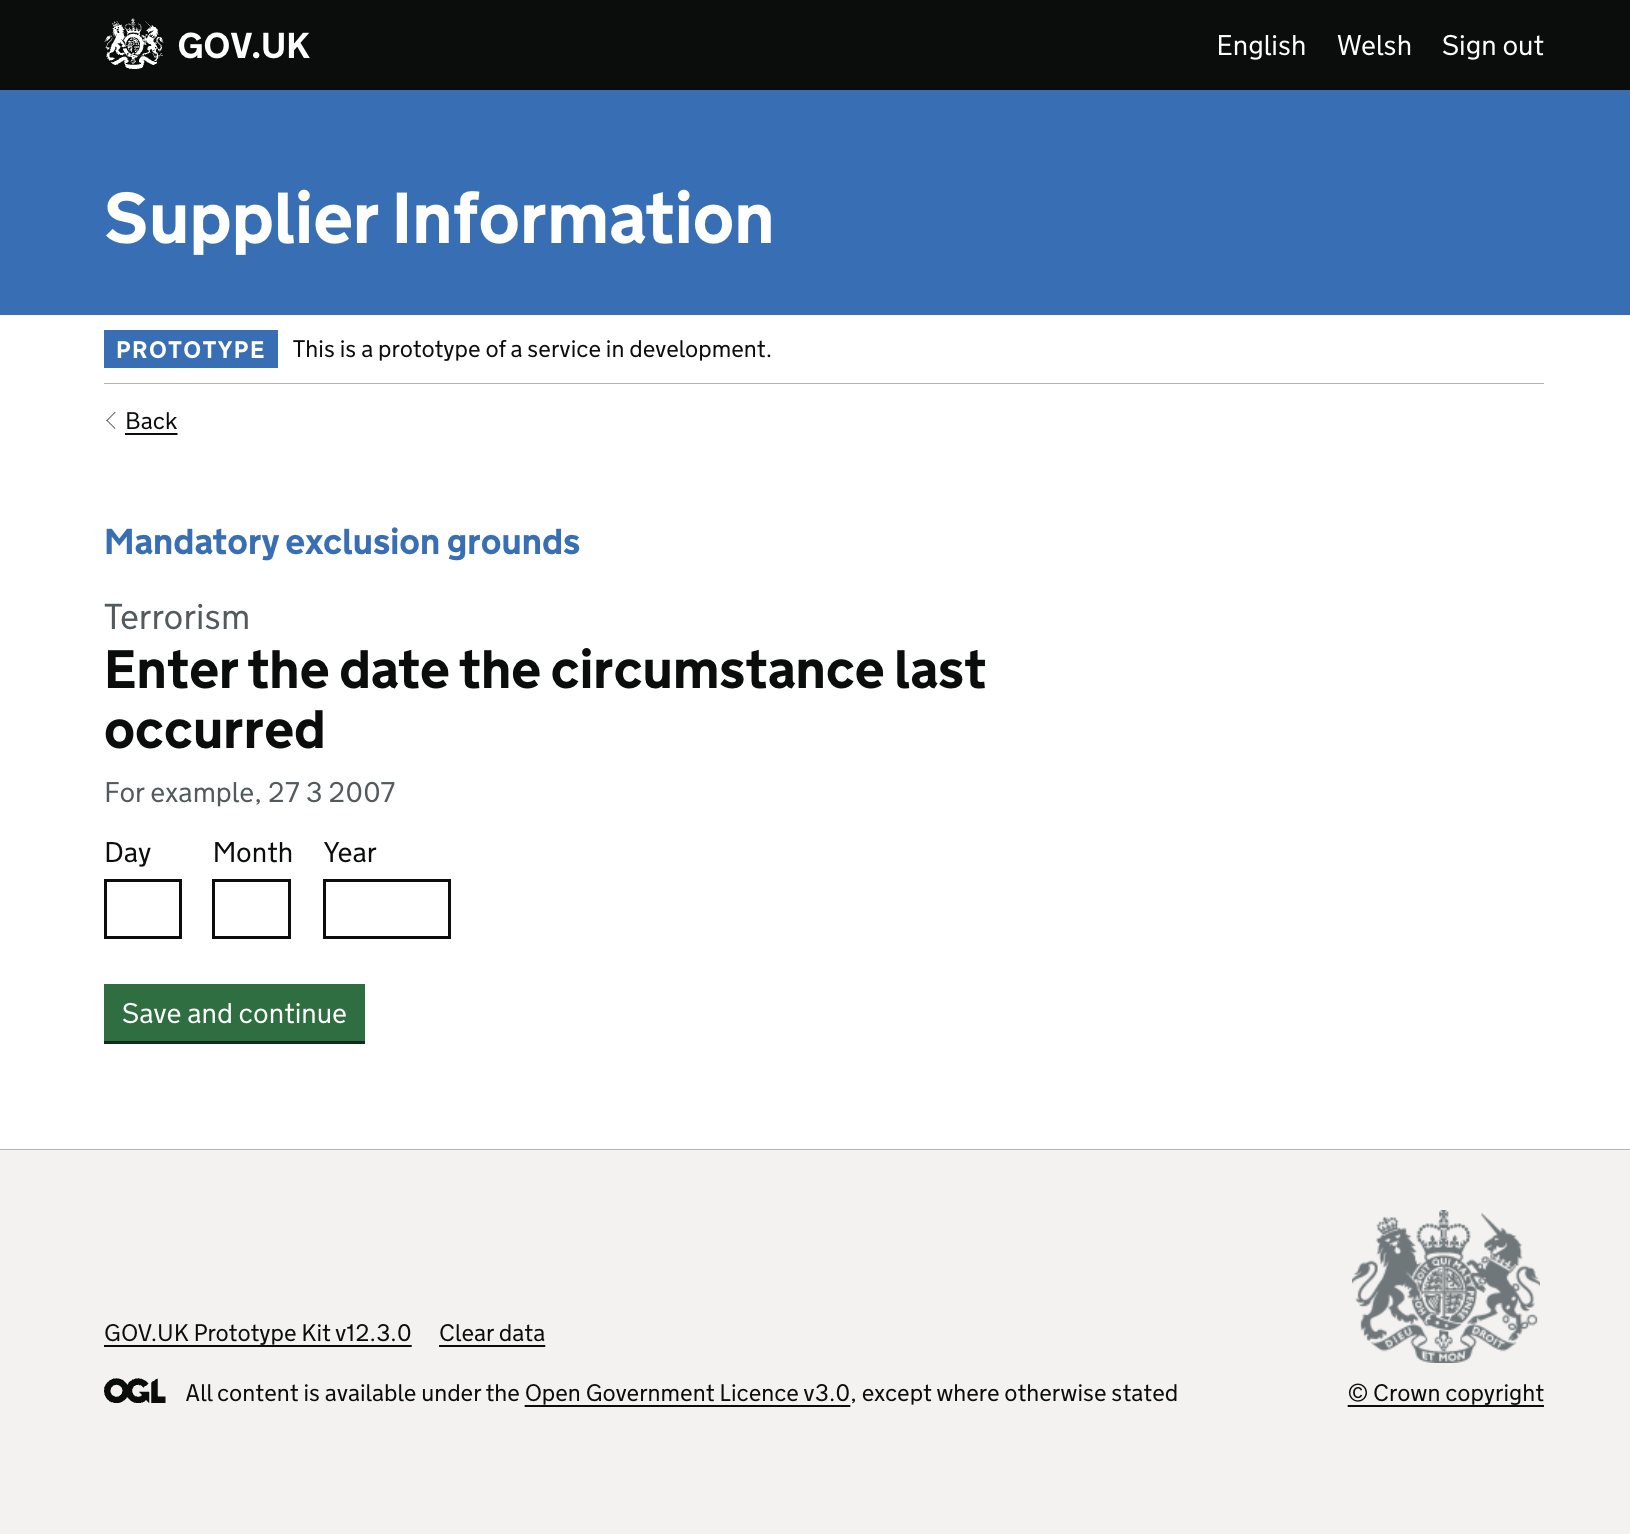 GOV.UK
English Welsh Sign out
Supplier Information
PROTOTYPE This is a prototype of a service in development.
Back
Mandatory exclusion grounds
Terrorism
Enter the date the circumstance last
occurred
For example, 27 3 2007
Day Month Year
Save and continue
GOV.UK Prototype Kit v12.3.0 Clear data
OGL All content is available under the Open Government Licence v3.0, except where otherwise stated
DIEU ET MON DROIT
© Crown copyright